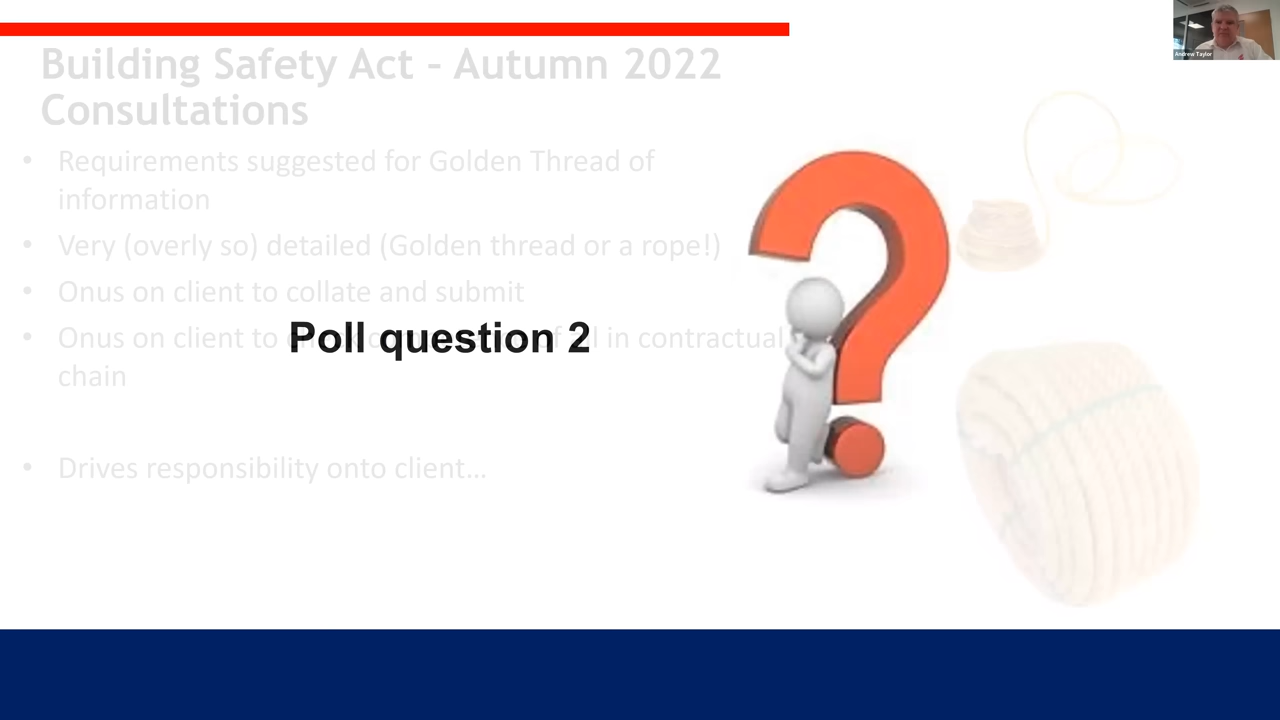 Building Safety Act - Autumn 2022
Consultations
• Requirements suggested for Golden Thread of
information
• Very (overly so) detailed (Golden thread or a rope!)
• Onus on client to collate and submit
• Onus on client to in contractual
chain
Poll question 2
• Drives responsibility onto client...
Andrew Taylor